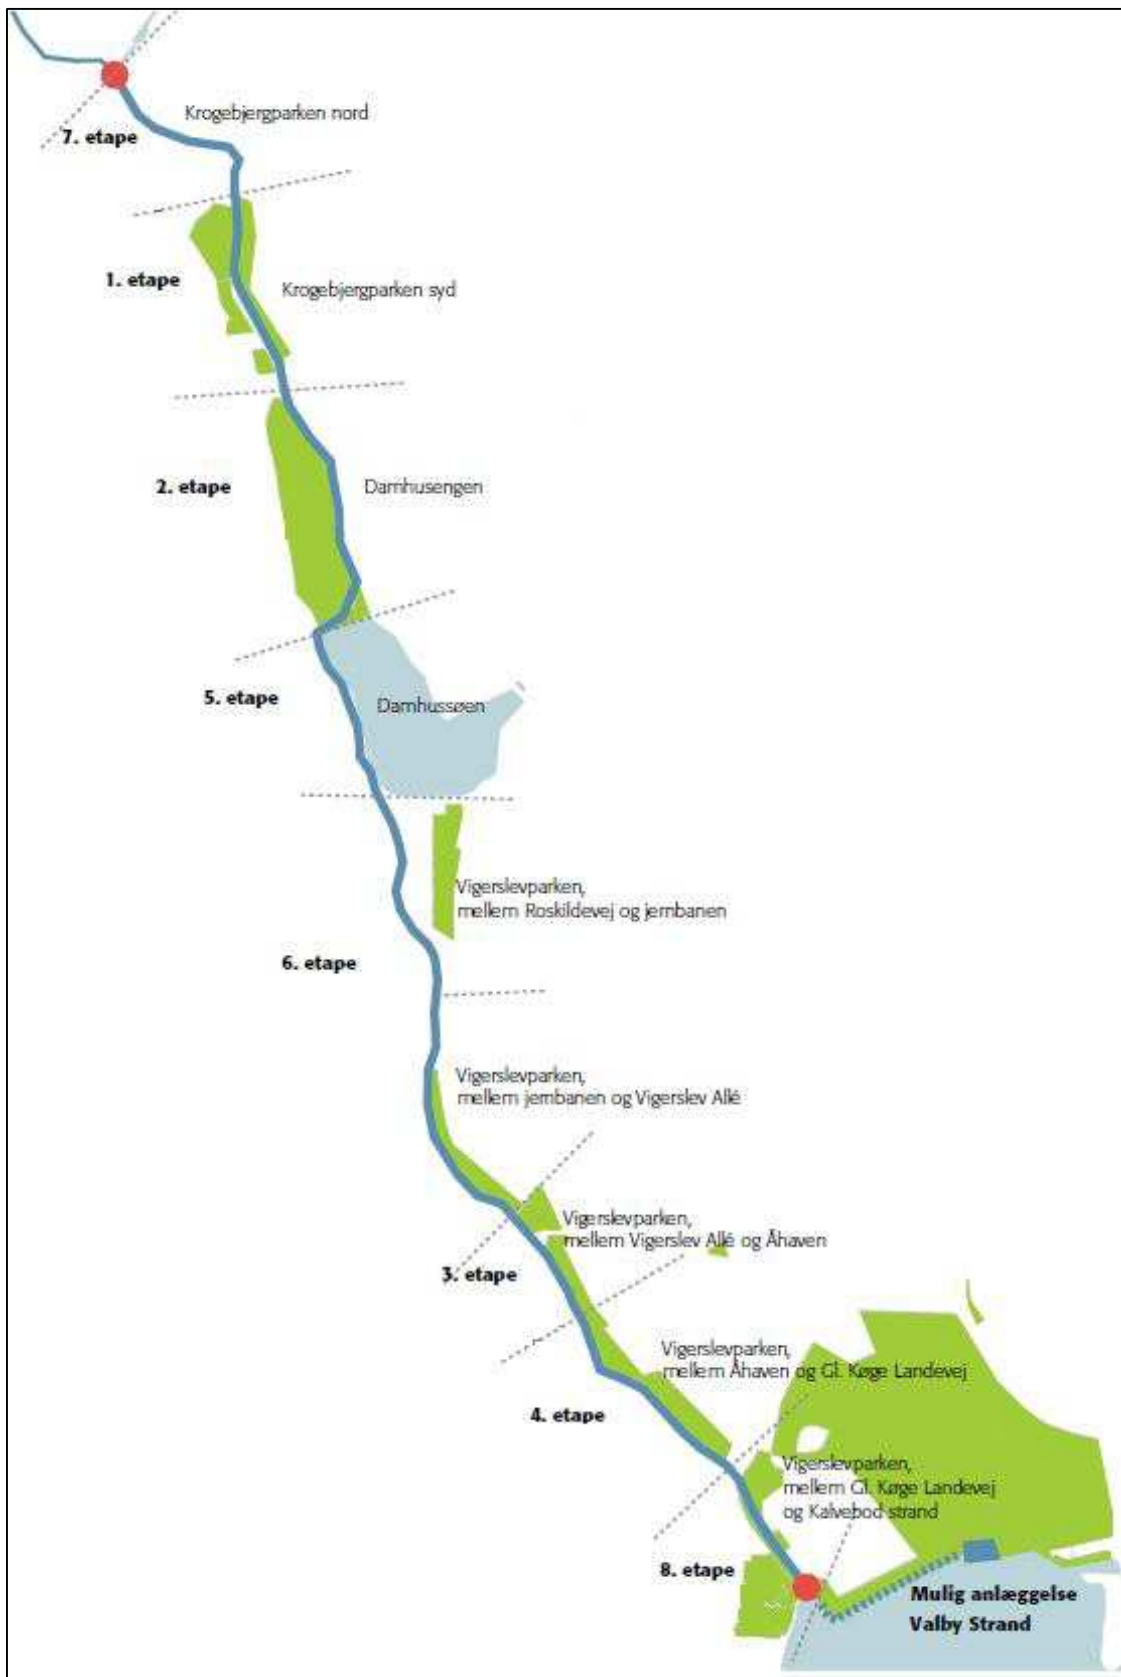 Krogebjergparken nord
7. etape
1. etape
Krogebjergparken syd
2. etape
Damhusengen
5. etape
Damhussøen
Vigerslevparken,
mellem Roskildevej og jernbanen
6. etape
Vigerslevparken,
mellem jernbanen og Vigerslev Allé
Vigerslevparken,
mellem Vigerslev Allé og Åhaven
3. etape
Vigerslevparken,
mellem Åhaven og Gl. Køge Landevej
4. etape
Vigerslevparken,
mellem Gl. Køge Landevej
og Kalvebod strand
8. etape
Mulig anlæggelse
Valby Strand